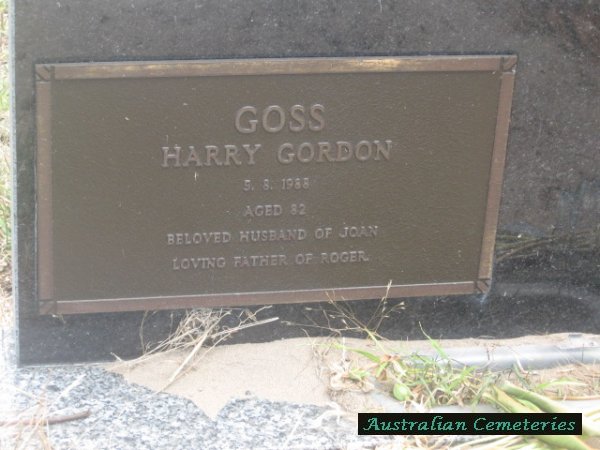 GOSS
HARRY GORDON
5. 8. 1988
AGED 82
BELOVED HUSBAND OF JOAN
LOVING FATHER OF ROGER.
Australian Cemeteries